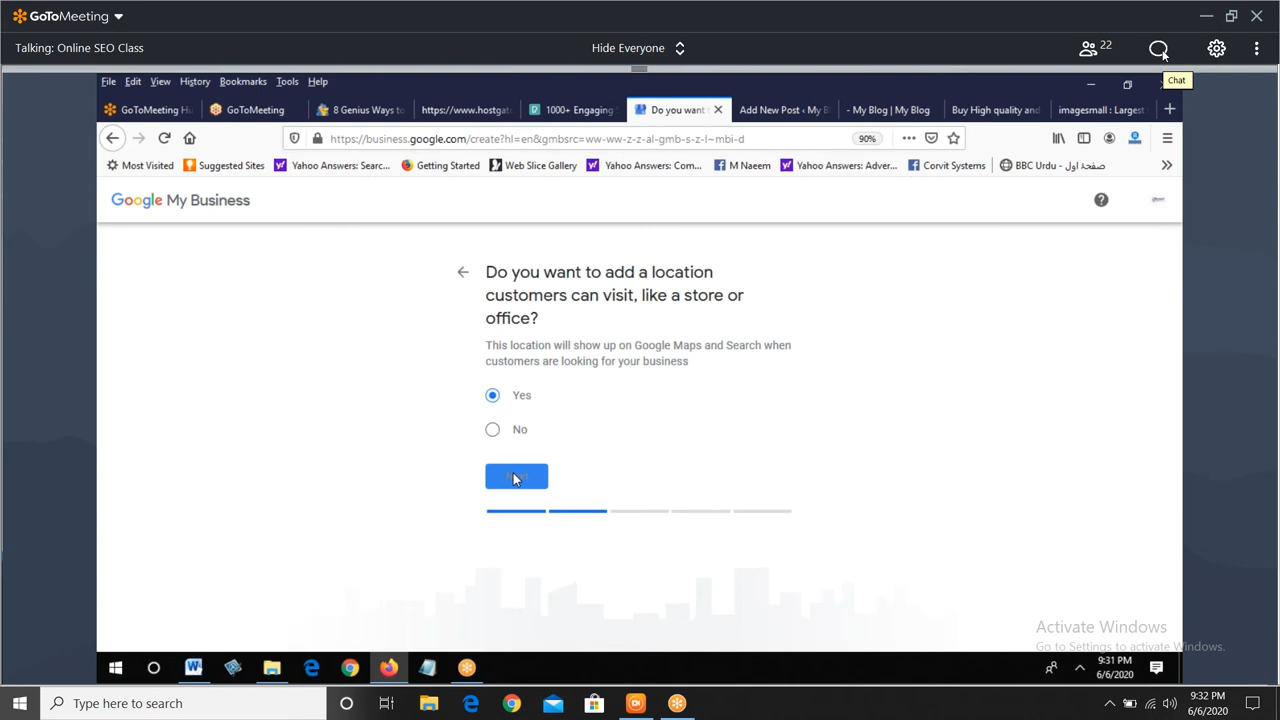 GoToMeeting
Talking: Online SEO Class
Hide Everyone
22
Chat
File Edit View History Bookmarks Tools Help
GoToMeeting Hu
GoToMeeting
8 Genius Ways to
https://www.hostgat
1000+ Engaging
Do you want
Add New Post ‹ My B
- My Blog | My Blog
Buy High quality and
imagesmall : Largest
https://business.google.com/create?hl=en&gmbsrc=ww-ww-z-z-al-gmb-s-z-l~mbi-d
90%
Most Visited
Suggested Sites
Yahoo Answers: Searc...
Getting Started
Web Slice Gallery
Yahoo Answers: Com...
M Naeem
Yahoo Answers: Adver...
Corvit Systems
BBC Urdu - صفحۂ اول
Google My Business
Do you want to add a location
customers can visit, like a store or
office?
This location will show up on Google Maps and Search when
customers are looking for your business
Yes
No
Activate Windows
Go to Settings to activate Windows.
9:31 PM
6/6/2020
Type here to search
9:32 PM
6/6/2020